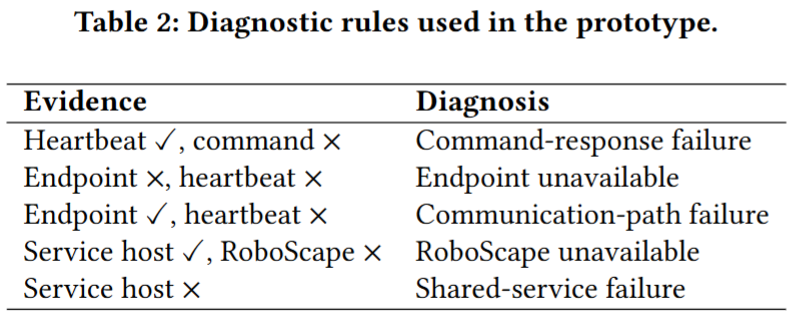 Table 2: Diagnostic rules used in the prototype.
Evidence Diagnosis
Heartbeat ✓, command × Command-response failure
Endpoint ×, heartbeat × Endpoint unavailable
Endpoint ✓, heartbeat × Communication-path failure
Service host ✓, RoboScape × RoboScape unavailable
Service host × Shared-service failure